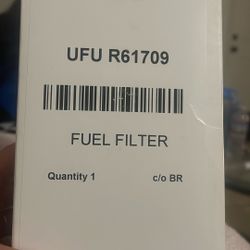 UFU R61709
FUEL FILTER
Quantity 1 c/o BR